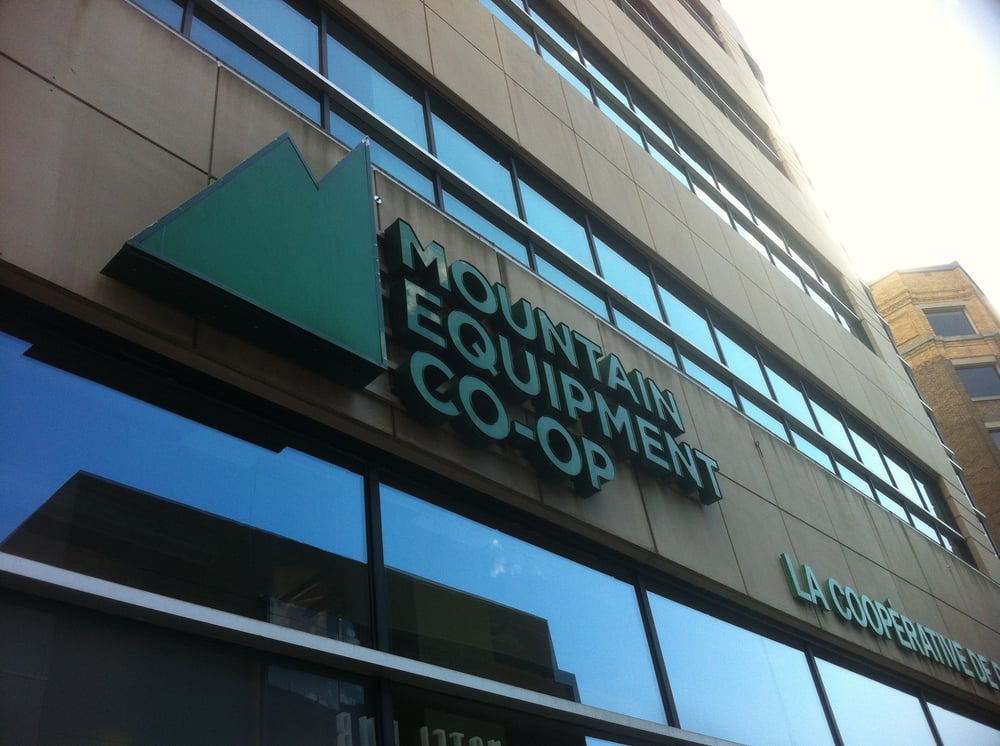 MOUNTAIN
EQUIPMENT
CO-OP
LA COOPÉRATIVE DE